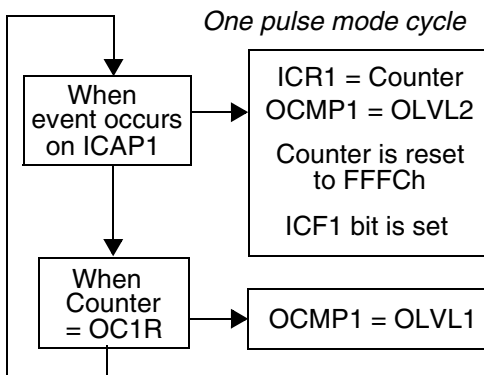 One pulse mode cycle
When
event occurs
on ICAP1
ICR1 = Counter
OCMP1 = OLVL2
Counter is reset
to FFFCh
ICF1 bit is set
When
Counter
= OC1R
OCMP1 = OLVL1